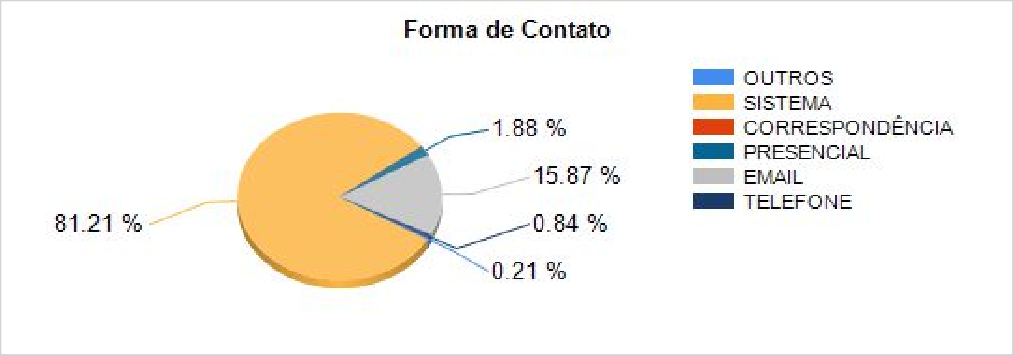 Forma de Contato
OUTROS
SISTEMA
CORRESPONDÊNCIA
PRESENCIAL
EMAIL
TELEFONE
1.88 %
15.87 %
81.21 %
0.84 %
0.21 %